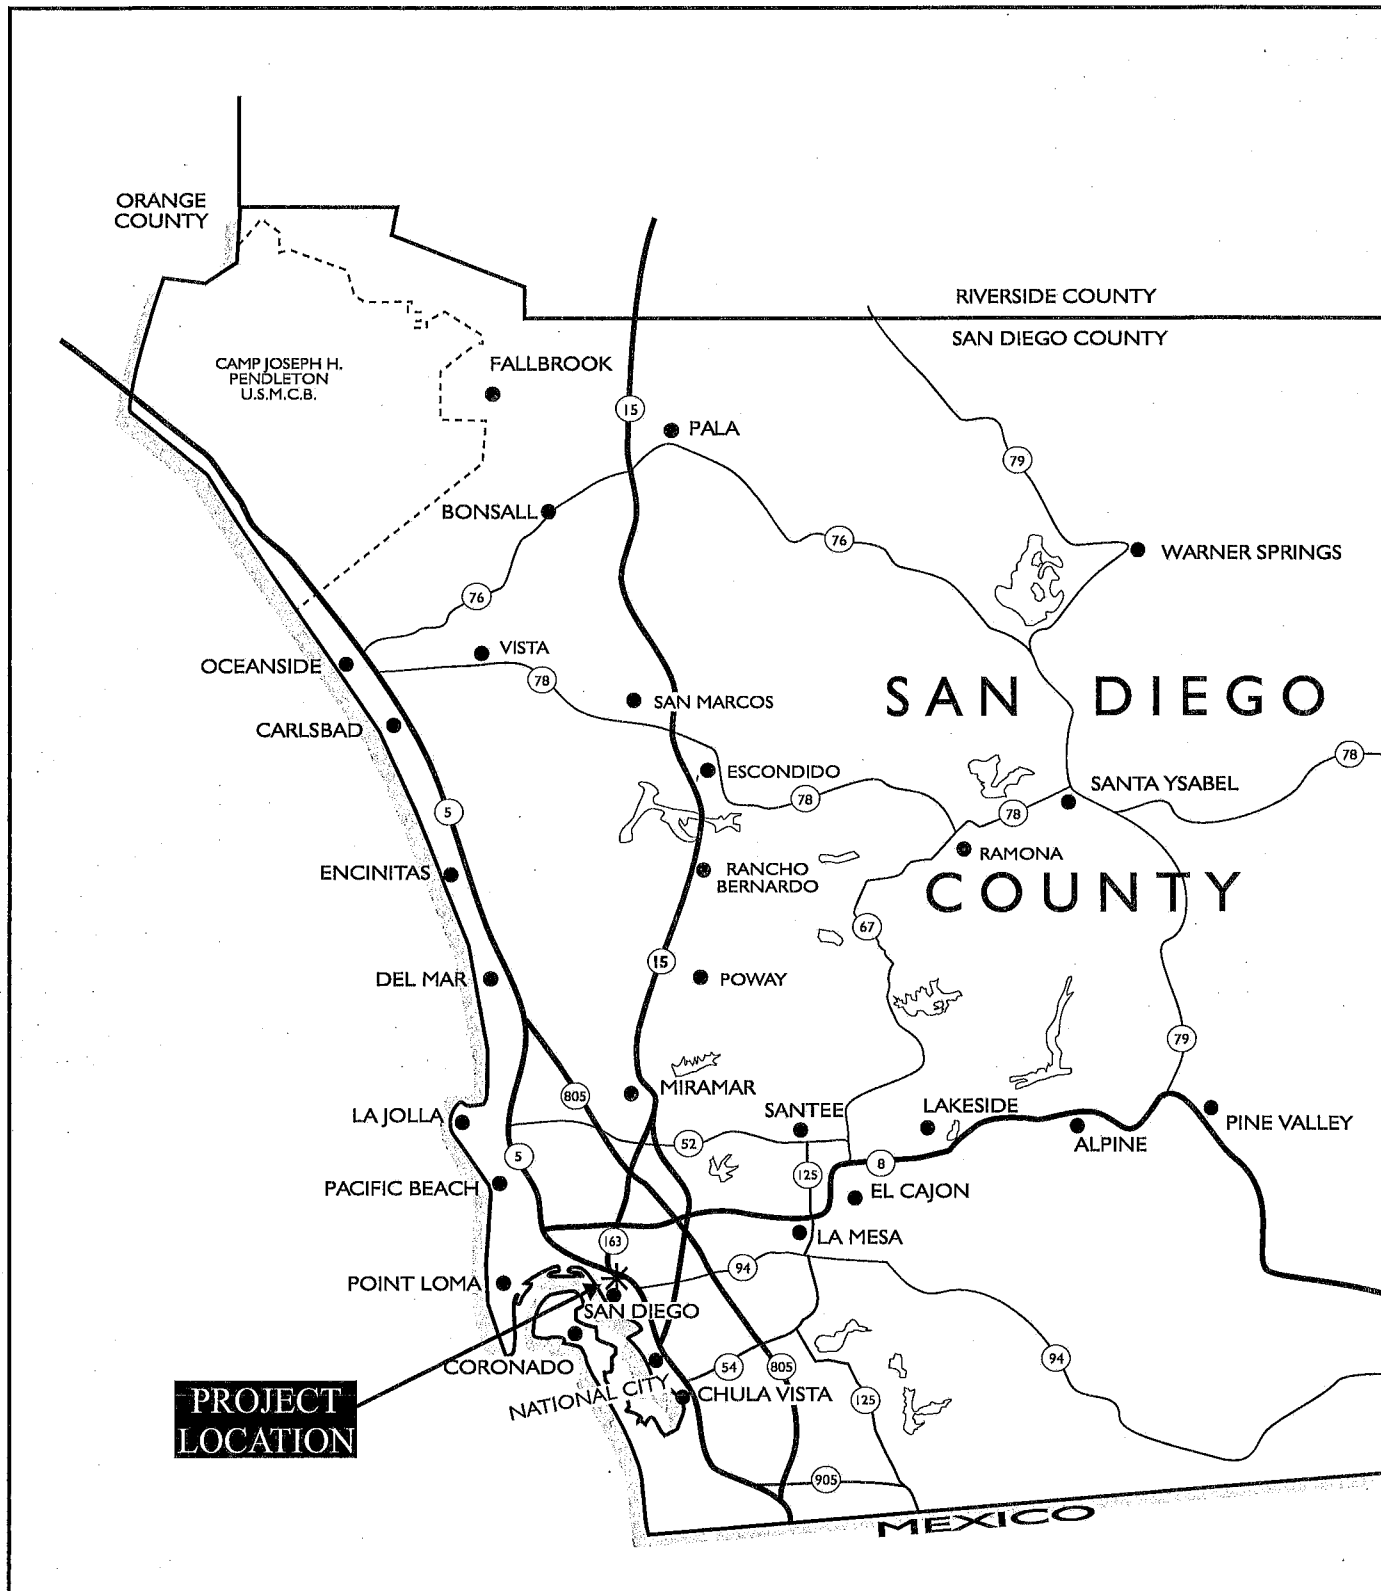 ORANGE
COUNTY
RIVERSIDE COUNTY
SAN DIEGO COUNTY
CAMP JOSEPH H.
PENDLETON
U.S.M.C.B.
FALLBROOK
15
PALA
79
BONSALL
76
WARNER SPRINGS
76
VISTA
OCEANSIDE
78
SAN MARCOS
SAN DIEGO
CARLSBAD
78
ESCONDIDO
SANTA YSABEL
78
78
5
RAMONA
ENCINITAS
RANCHO
BERNARDO
COUNTY
67
15
DEL MAR
POWAY
79
MIRAMAR
805
SANTEE
LAKESIDE
LA JOLLA
PINE VALLEY
52
ALPINE
5
8
125
PACIFIC BEACH
EL CAJON
163
LA MESA
94
POINT LOMA
SAN DIEGO
94
CORONADO
54
805
NATIONAL CITY
CHULA VISTA
125
PROJECT
LOCATION
905
MEXICO